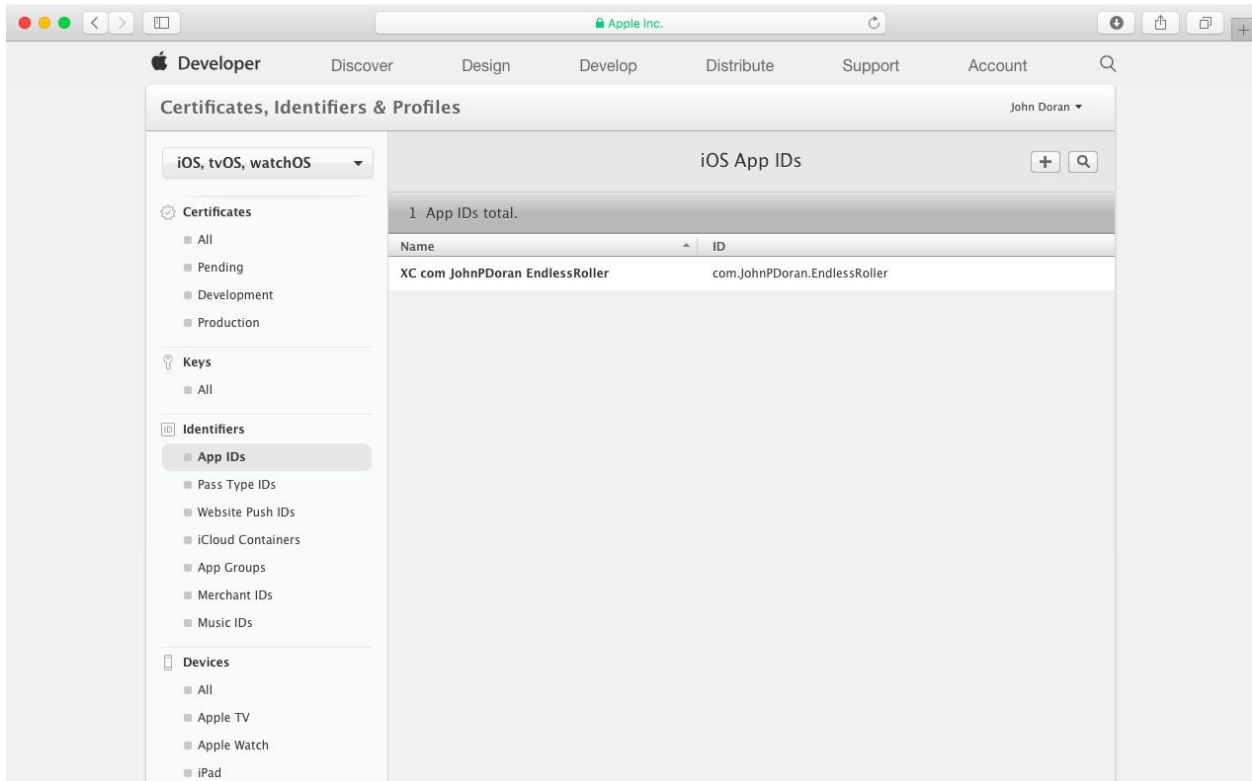 Apple Inc.
Developer
Discover
Design
Develop
Distribute
Support
Account
Certificates, Identifiers & Profiles
John Doran
iOS, tvOS, watchOS
iOS App IDs
Certificates
All
Pending
Development
Production
Keys
All
ID Identifiers
App IDs
Pass Type IDs
Website Push IDs
iCloud Containers
App Groups
Merchant IDs
Music IDs
Devices
All
Apple TV
Apple Watch
iPad
1 App IDs total.
Name ID
XC com JohnPDoran EndlessRoller com.JohnPDoran.EndlessRoller